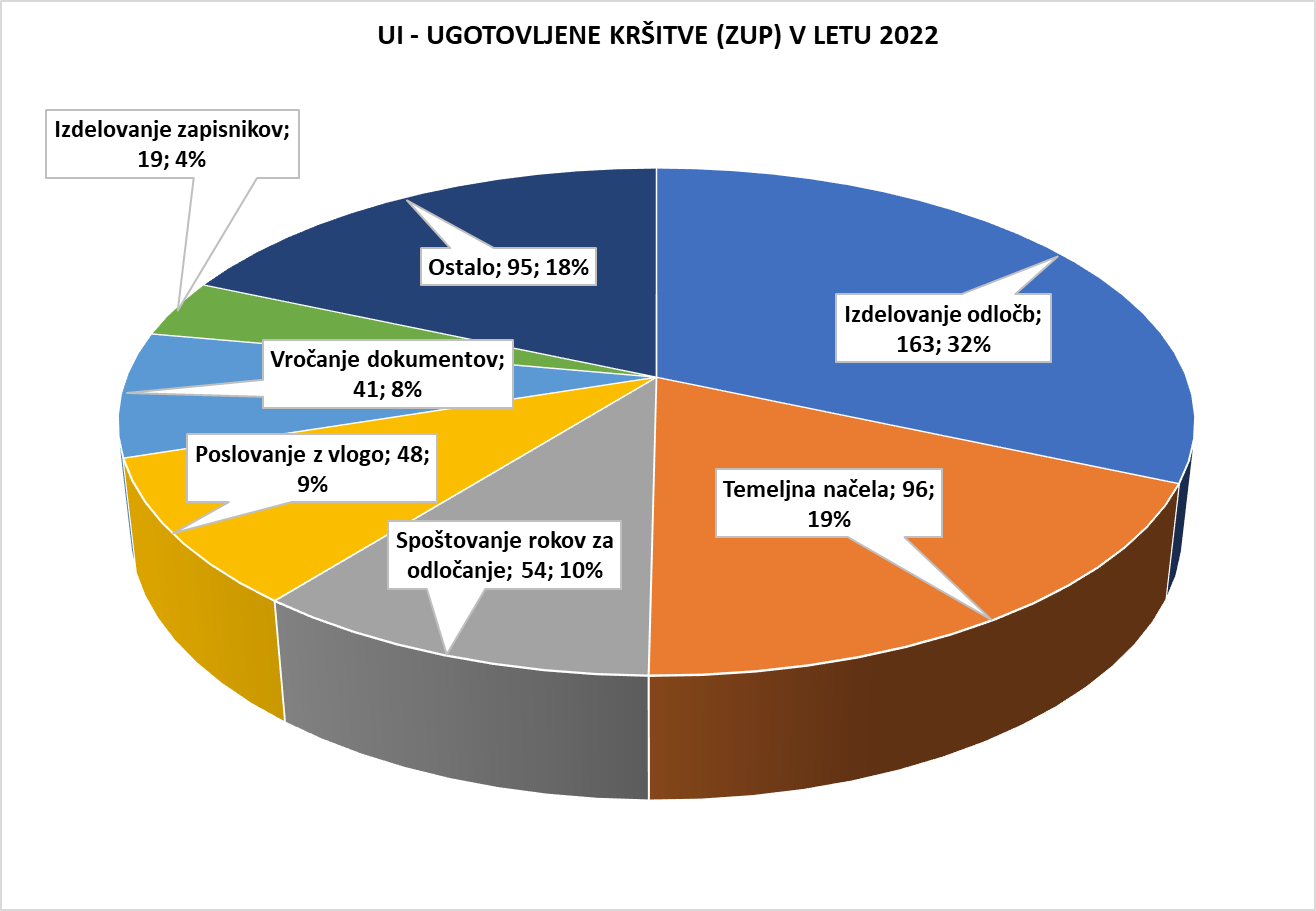 UI - UGOTOVLJENE KRŠITVE (ZUP) V LETU 2022
Izdelovanje zapisnikov;
19; 4%
Ostalo; 95; 18%
Izdelovanje odločb;
163; 32%
Vročanje dokumentov;
41; 8%
Poslovanje z vlogo; 48;
9%
Temeljna načela; 96;
19%
Spoštovanje rokov za
odločanje; 54; 10%